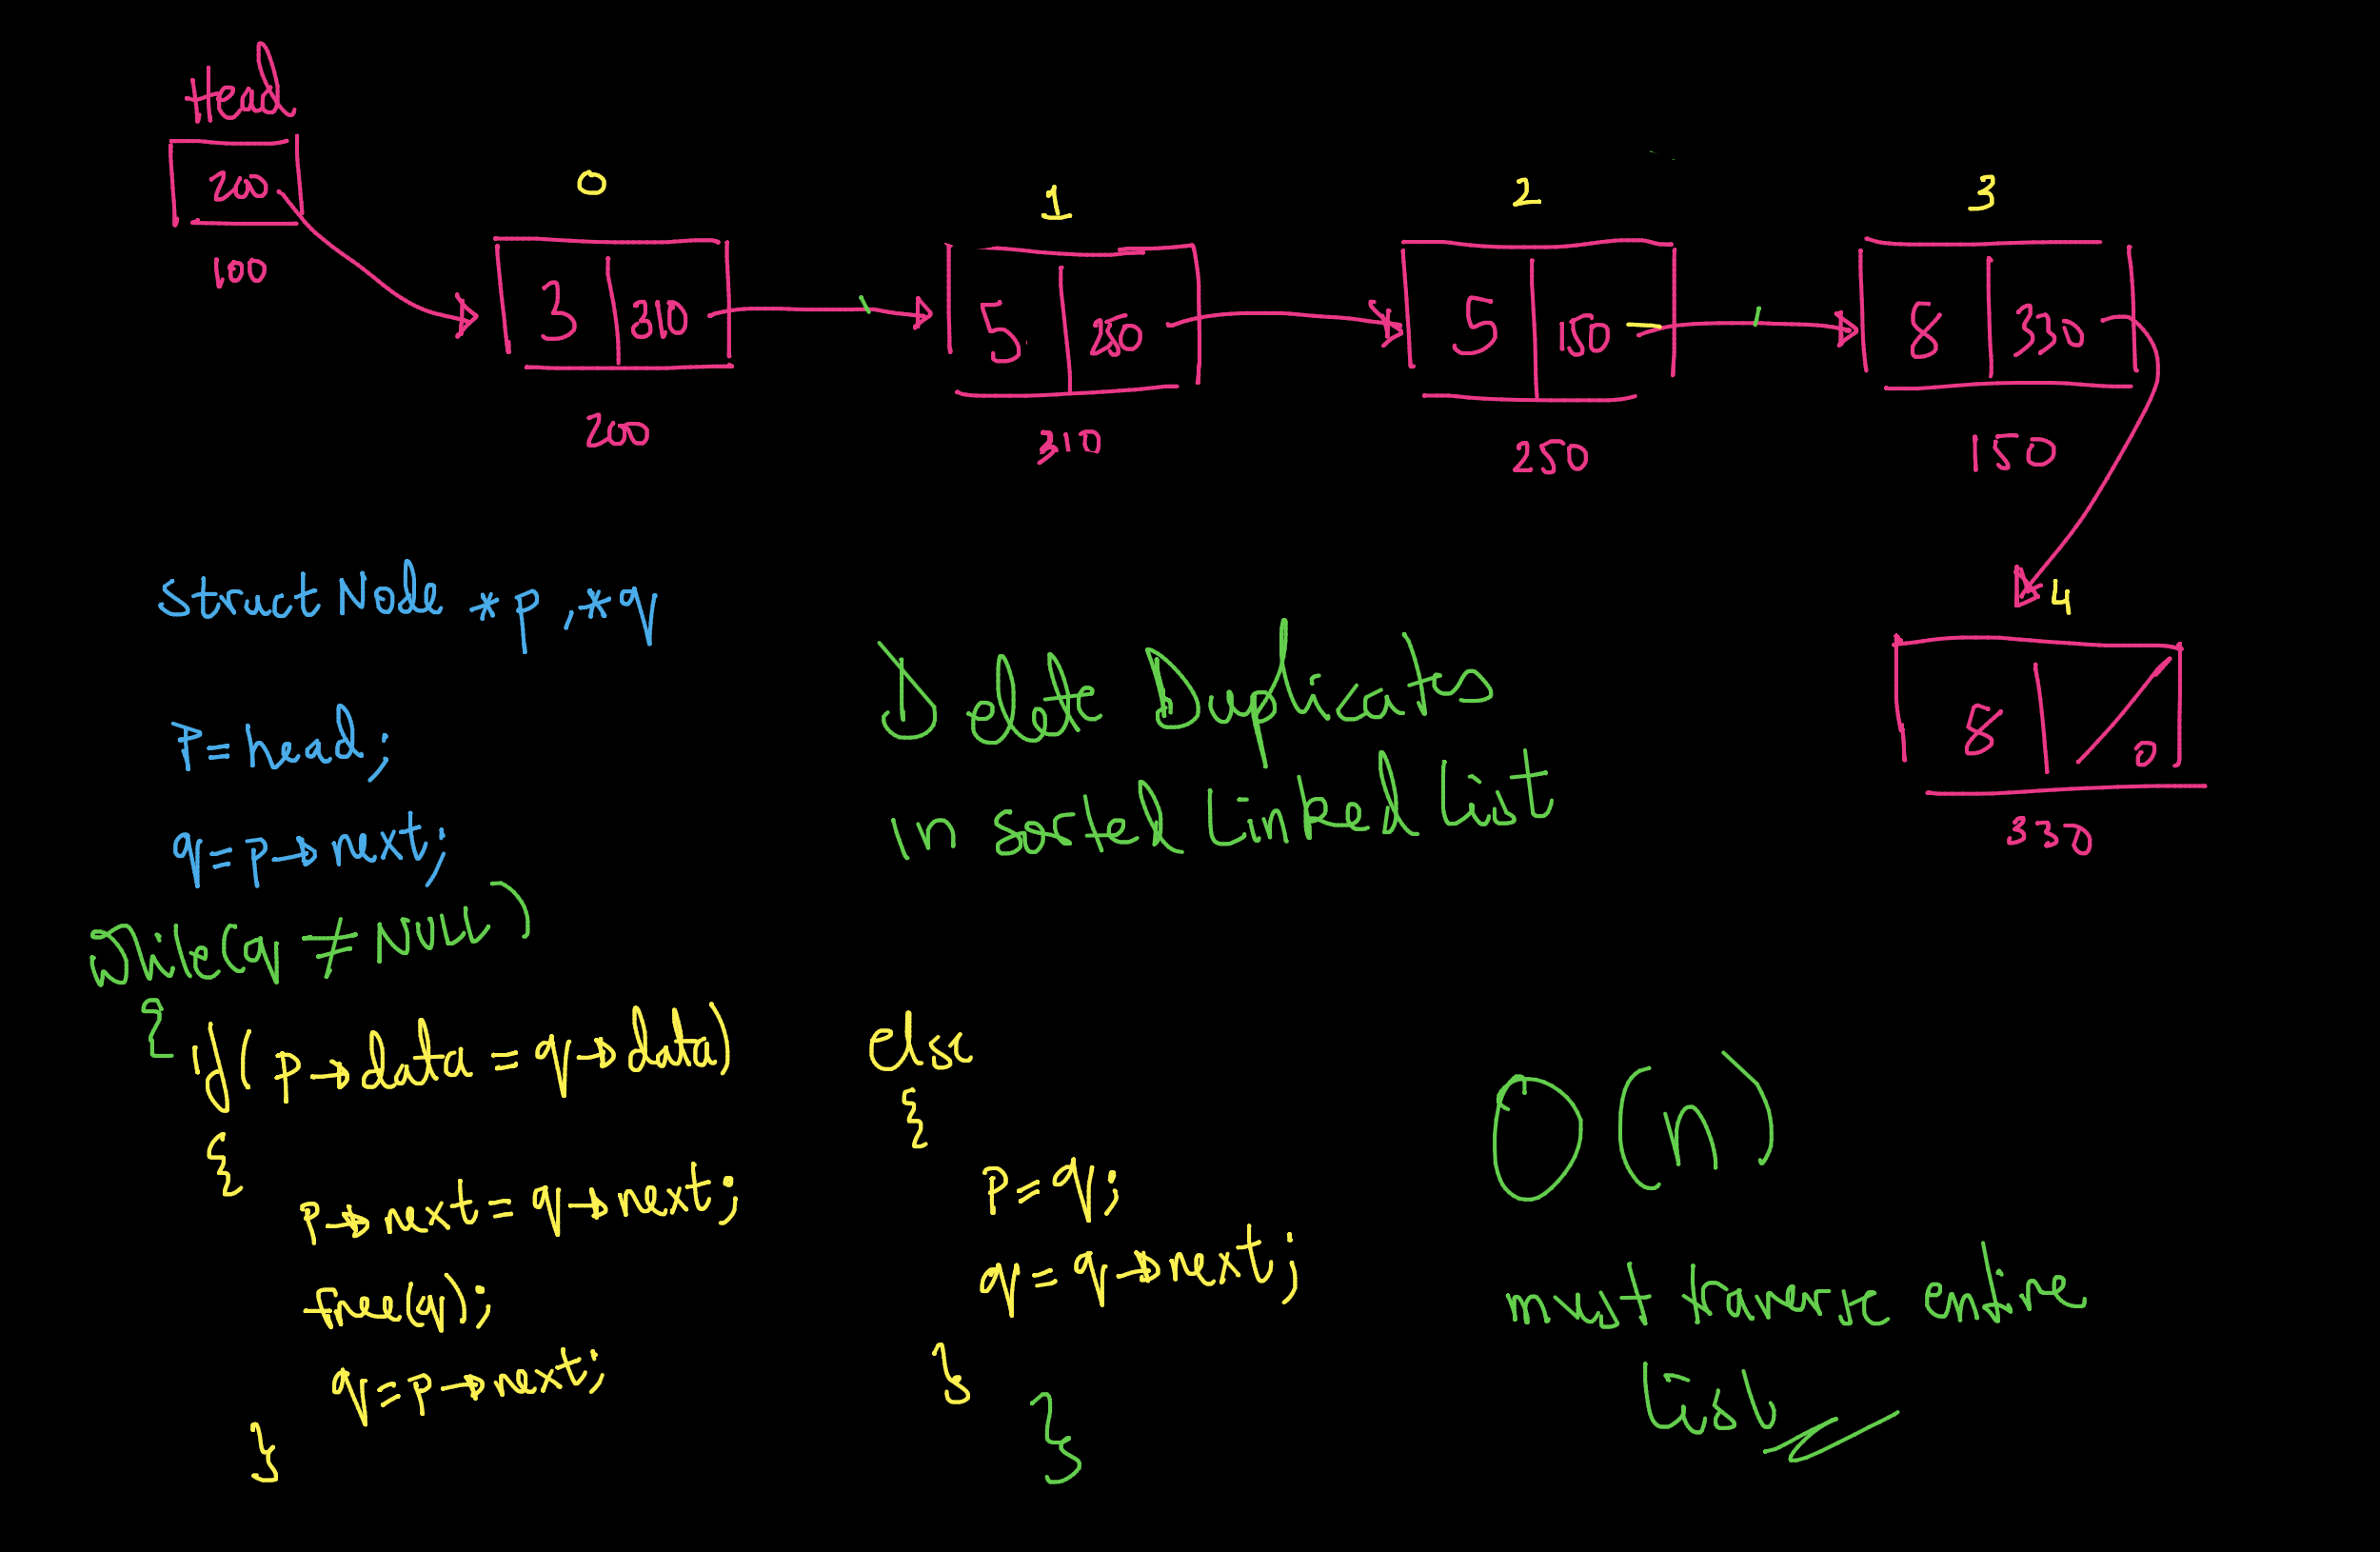 Head
200
100
0
1
2
3
3 310
5 250
5 150
8 330
200
310
250
150
4
8 0
330
struct Node *p, *q
P = head;
q = p→next;
While(q ≠ NULL)
{
if( p→data = q→data)
{
p→next = q→next;
free(q);
q = p→next;
}
else
{
P = q;
q = q→next;
}
}
Delete Duplicates
in sorted Linked List
O(n)
must traverse entire
list